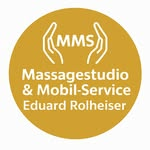 MMS
Massagestudio
& Mobil-Service
Eduard Rolheiser